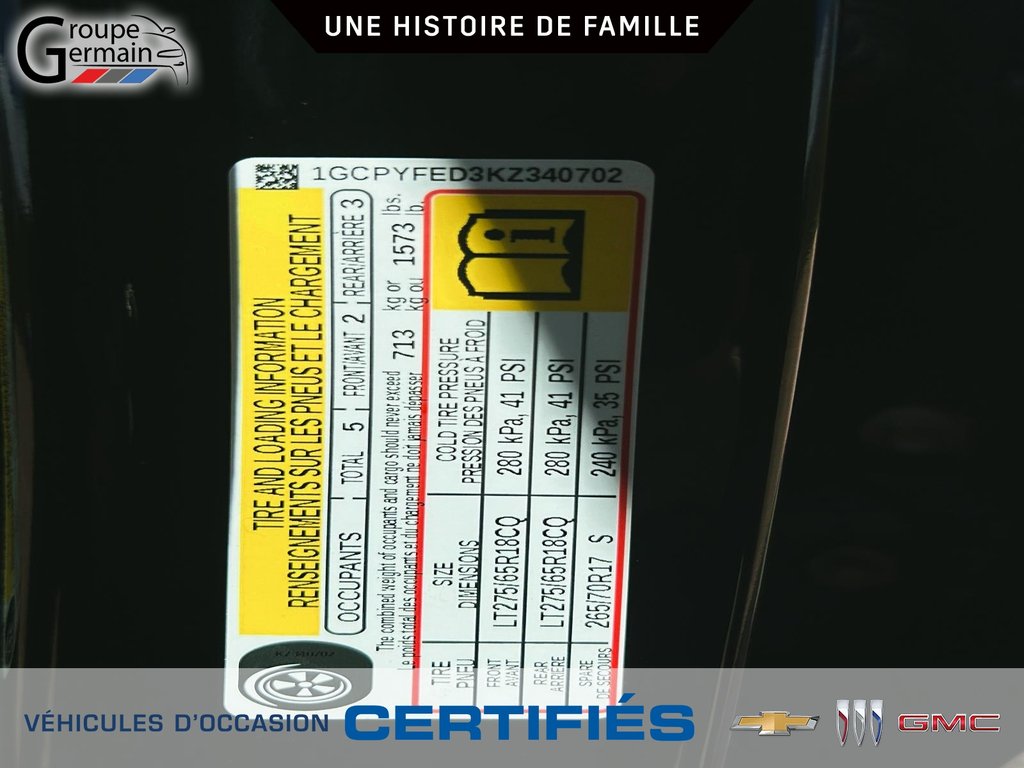 Groupe
Germain
UNE HISTOIRE DE FAMILLE
1GCPYFED3KZ340702
TIRE AND LOADING INFORMATION
RENSEIGNEMENTS SUR LES PNEUS ET LE CHARGEMENT
OCCUPANTS TOTAL 5 FRONT/AVANT 2 REAR/ARRIÈRE 3
The combined weight of occupants and cargo should never exceed 713 kg or 1573 lbs.
Le poids total des occupants et du chargement ne doit jamais dépasser kg ou lb.
TIRE SIZE COLD TIRE PRESSURE
PNEU DIMENSIONS PRESSION DES PNEUS À FROID
FRONT
AVANT LT275/65R18CQ 280 kPa, 41 PSI
REAR
ARRIÈRE LT275/65R18CQ 280 kPa, 41 PSI
SPARE
DE SECOURS 265/70R17 S 240 kPa, 35 PSI
KZ340702
VÉHICULES D'OCCASION CERTIFIÉS
GMC